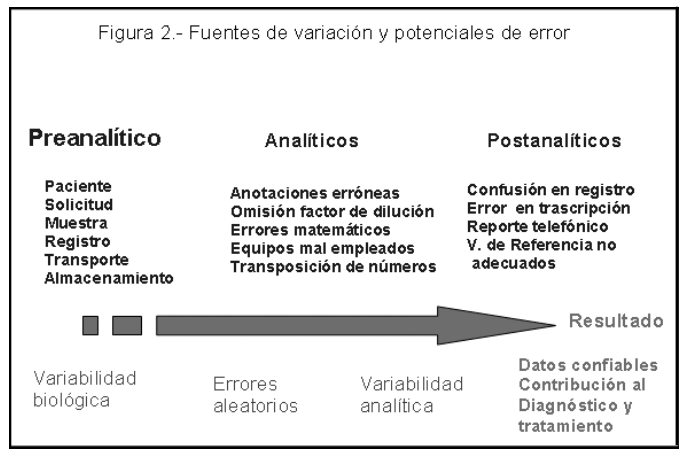 Figura 2.- Fuentes de variación y potenciales de error
Preanalítico
Paciente
Solicitud
Muestra
Registro
Transporte
Almacenamiento
Analíticos
Anotaciones erróneas
Omisión factor de dilución
Errores matemáticos
Equipos mal empleados
Transposición de números
Postanalíticos
Confusión en registro
Error en trascripción
Reporte telefónico
V. de Referencia no
adecuados
Resultado
Variabilidad
biológica
Errores
aleatorios
Variabilidad
analítica
Datos confiables
Contribución al
Diagnóstico y
tratamiento